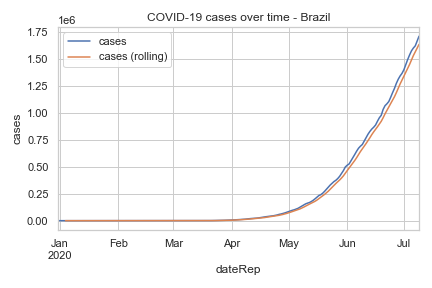 COVID-19 cases over time - Brazil
1e6
cases
cases (rolling)
1.75
1.50
1.25
1.00
0.75
0.50
0.25
0.00
cases
Jan Feb Mar Apr May Jun Jul
2020
dateRep